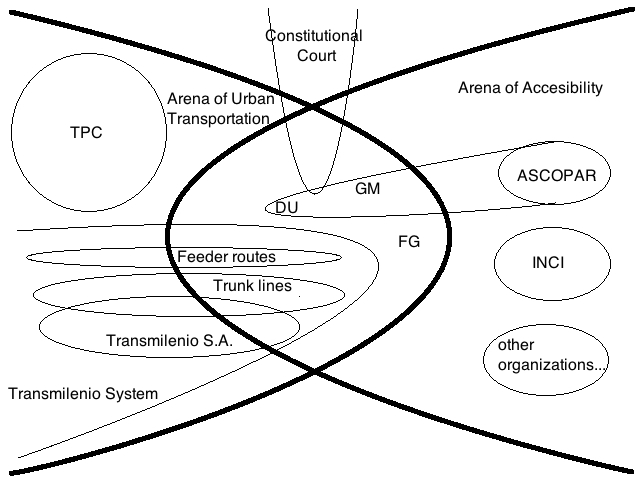 Constitutional
Court
Arena of Accesibility
Arena of Urban
Transportation
TPC
ASCOPAR
GM
DU
FG
Feeder routes
INCI
Trunk lines
Transmilenio S.A.
other
organizations...
Transmilenio System